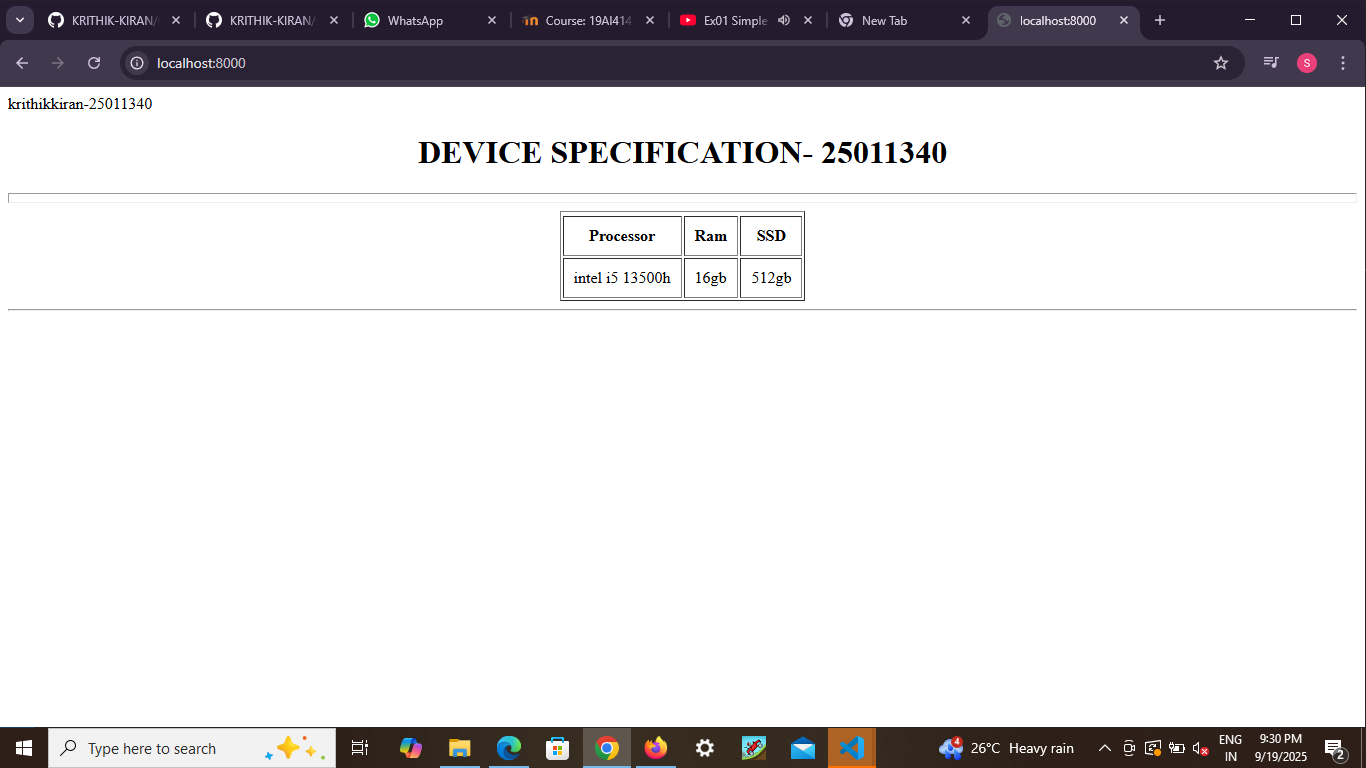 KRITHIK-KIRAN/
KRITHIK-KIRAN/
WhatsApp
Course: 19AI414
Ex01 Simple
New Tab
localhost:8000
localhost:8000
S
krithikkiran-25011340
DEVICE SPECIFICATION- 25011340
Processor Ram SSD
intel i5 13500h 16gb 512gb
Type here to search
4
26°C Heavy rain
ENG
IN
9:30 PM
9/19/2025
2